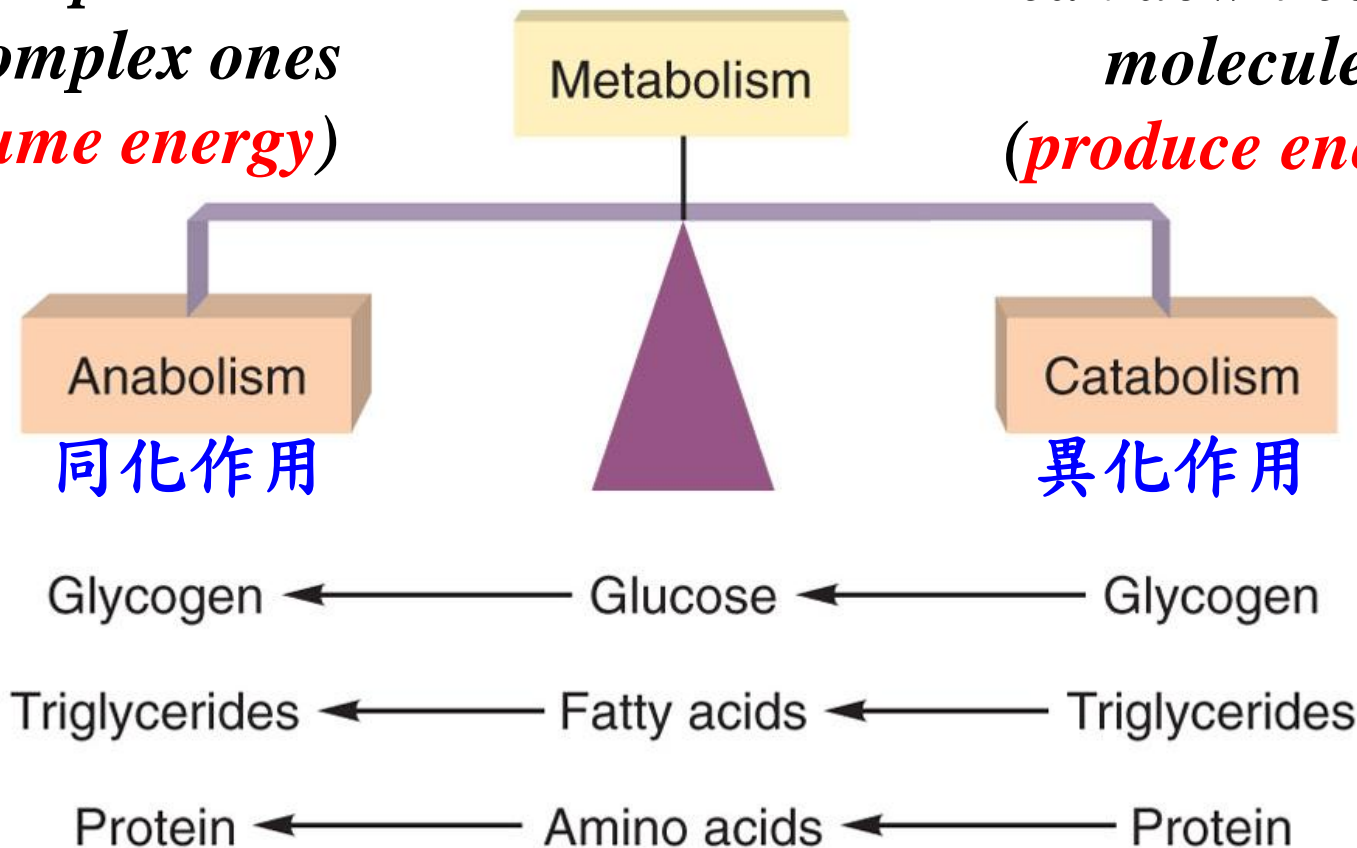 omplex ones
ume energy)
molecule
(produce ene
Metabolism
Anabolism
同化作用
Catabolism
異化作用
Glycogen Glucose Glycogen
Triglycerides Fatty acids Triglycerides
Protein Amino acids Protein